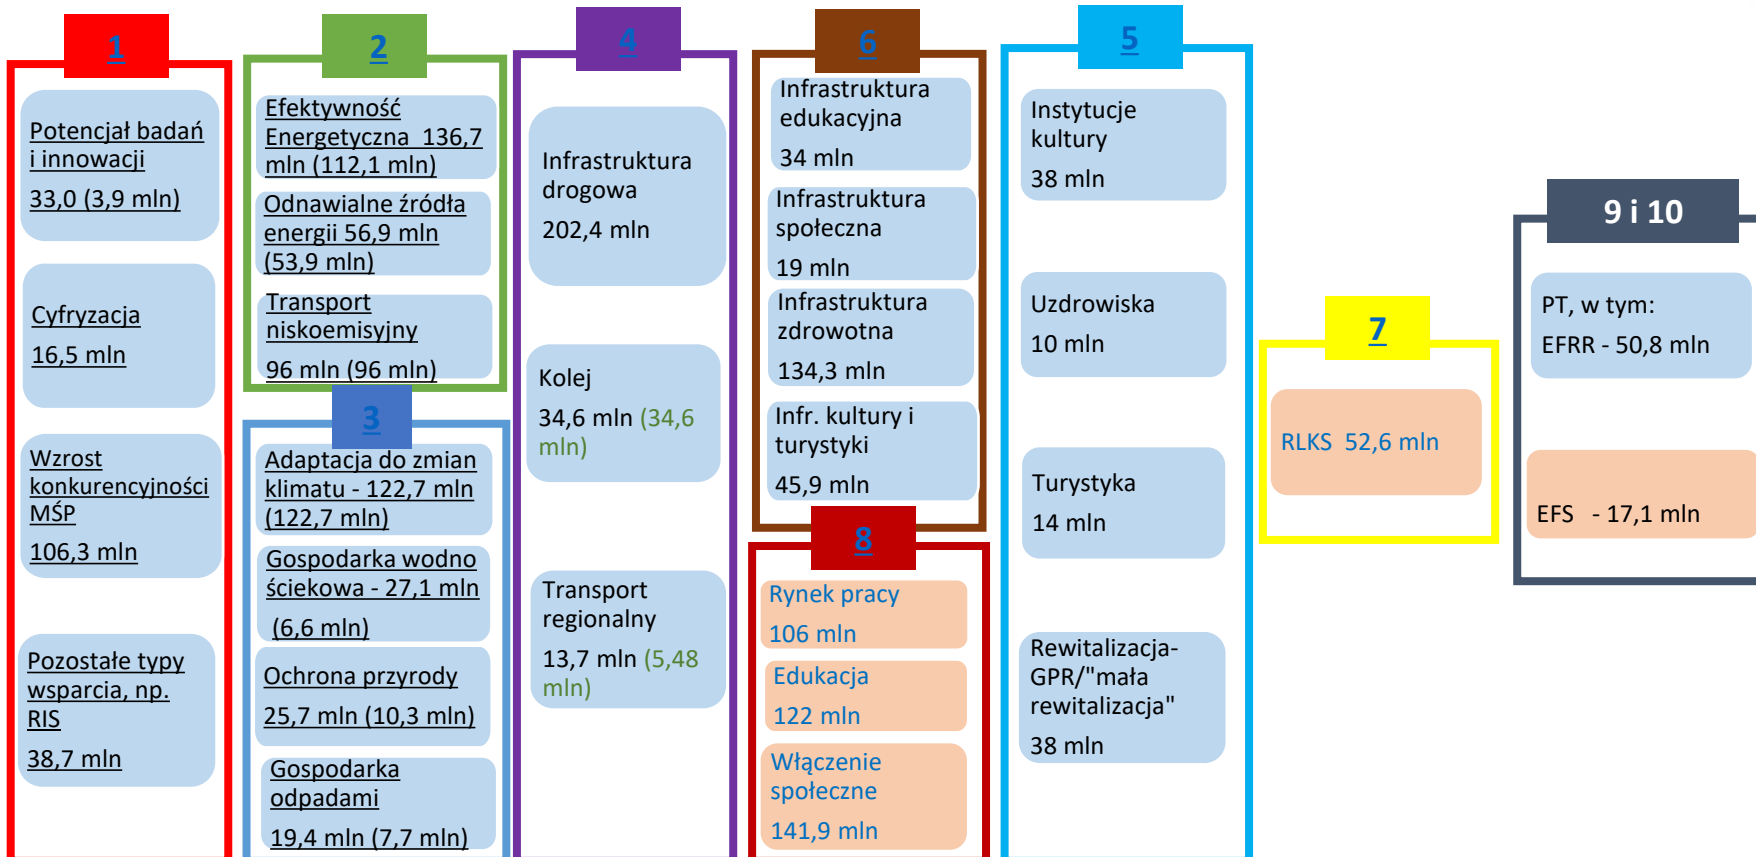 1
Potencjał badań
i innowacji
33,0 (3,9 mln)
Cyfryzacja
16,5 mln
Wzrost
konkurencyjności
MŚP
106,3 mln
Pozostałe typy
wsparcia, np.
RIS
38,7 mln
2
Efektywność
Energetyczna 136,7
mln (112,1 mln)
Odnawialne źródła
energii 56,9 mln
(53,9 mln)
Transport
niskoemisyjny
96 mln (96 mln)
3
Adaptacja do zmian
klimatu - 122,7 mln
(122,7 mln)
Gospodarka wodno
ściekowa - 27,1 mln
(6,6 mln)
Ochrona przyrody
25,7 mln (10,3 mln)
Gospodarka
odpadami
19,4 mln (7,7 mln)
4
Infrastruktura
drogowa
202,4 mln
Kolej
34,6 mln (34,6
mln)
Transport
regionalny
13,7 mln (5,48
mln)
6
Infrastruktura
edukacyjna
34 mln
Infrastruktura
społeczna
19 mln
Infrastruktura
zdrowotna
134,3 mln
Infr. kultury i
turystyki
45,9 mln
8
Rynek pracy
106 mln
Edukacja
122 mln
Włączenie
społeczne
141,9 mln
5
Instytucje
kultury
38 mln
Uzdrowiska
10 mln
Turystyka
14 mln
Rewitalizacja-
GPR/"mała
rewitalizacja"
38 mln
7
RLKS 52,6 mln
9 i 10
PT, w tym:
EFRR - 50,8 mln
EFS - 17,1 mln